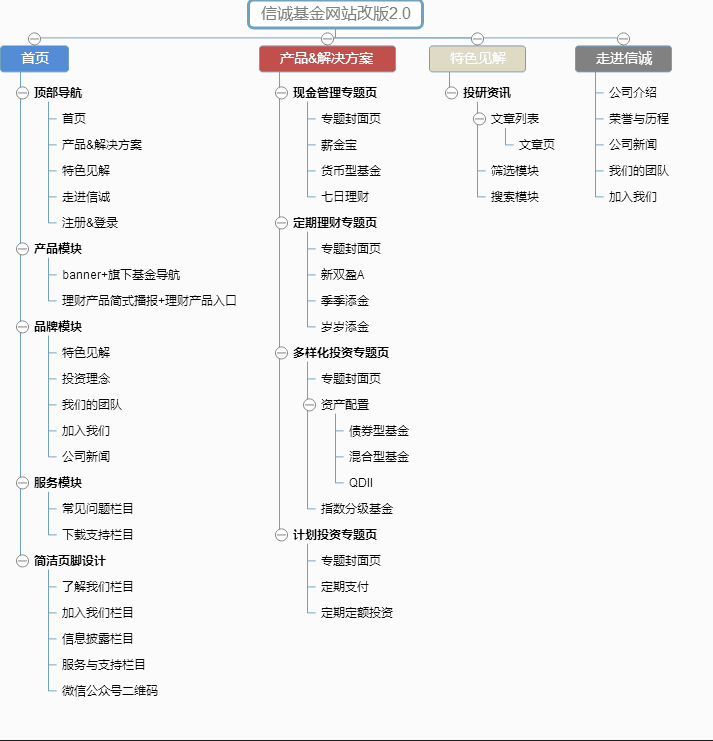 信诚基金网站改版2.0
首页
顶部导航
首页
产品&解决方案
特色见解
走进信诚
注册&登录
产品模块
banner+旗下基金导航
理财产品简式播报+理财产品入口
品牌模块
特色见解
投资理念
我们的团队
加入我们
公司新闻
服务模块
常见问题栏目
下载支持栏目
简洁页脚设计
了解我们栏目
加入我们栏目
信息披露栏目
服务与支持栏目
微信公众号二维码
产品&解决方案
现金管理专题页
专题封面页
薪金宝
货币型基金
七日理财
定期理财专题页
专题封面页
新双盈A
季季添金
岁岁添金
多样化投资专题页
专题封面页
资产配置
债券型基金
混合型基金
QDII
指数分级基金
计划投资专题页
专题封面页
定期支付
定期定额投资
特色见解
投研资讯
文章列表
文章页
筛选模块
搜索模块
走进信诚
公司介绍
荣誉与历程
公司新闻
我们的团队
加入我们